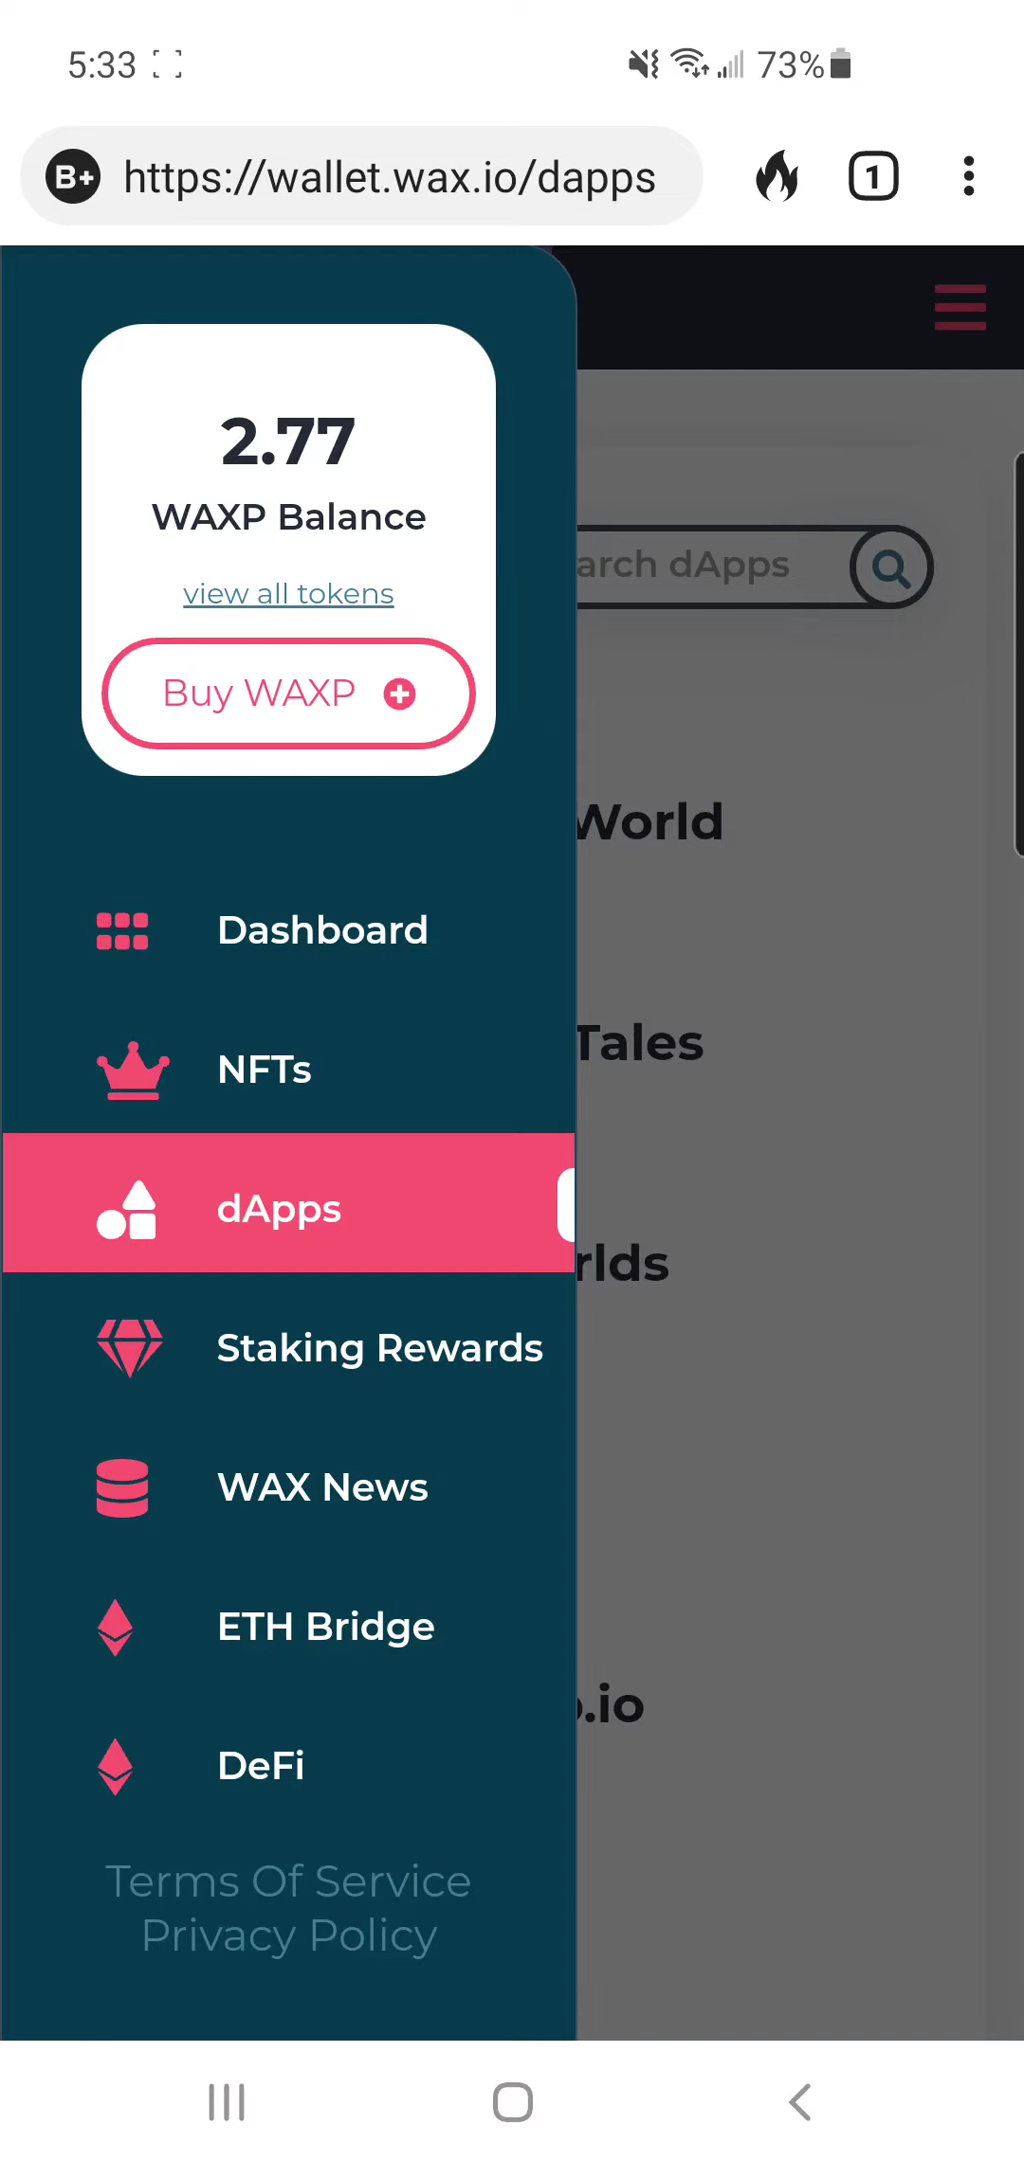 5:33 73%
B+ https://wallet.wax.io/dapps 1
2.77
WAXP Balance
view all tokens
arch dApps
Buy WAXP
World
Dashboard
Tales
NFTs
dApps
rlds
Staking Rewards
WAX News
ETH Bridge
.io
DeFi
Terms Of Service
Privacy Policy